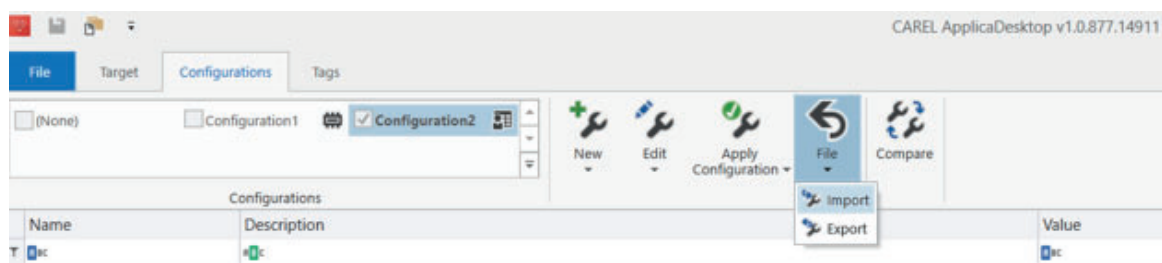 CAREL ApplicaDesktop v1.0.877.14911
File Target Configurations Tags
(None) Configuration1 Configuration2
New Edit Apply Configuration File Compare
Configurations
Import
Export
Name Description Value